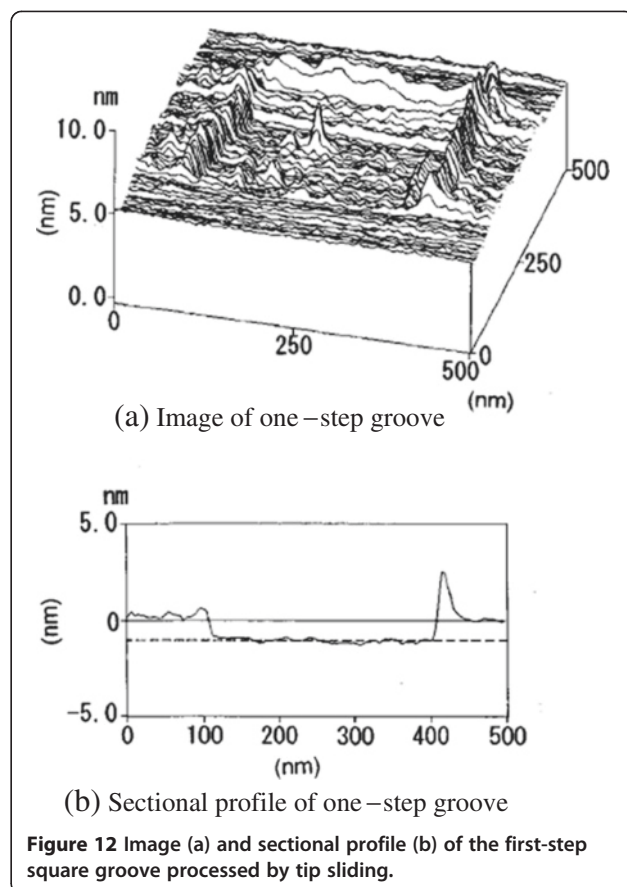 nm
10.0
5.0
0.0
(nm)
0
250
500
(nm)
0
250
500
(a) Image of one-step groove
nm
5.0
0
-5.0
(nm)
0 100 200 300 400 500
(nm)
(b) Sectional profile of one-step groove
Figure 12 Image (a) and sectional profile (b) of the first-step
square groove processed by tip sliding.